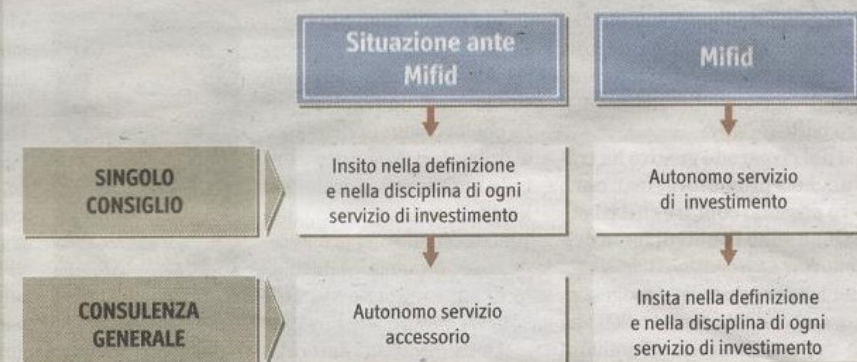 Situazione ante
Mifid
Mifid
SINGOLO
CONSIGLIO
Insito nella definizione
e nella disciplina di ogni
servizio di investimento
Autonomo servizio
di investimento
CONSULENZA
GENERALE
Autonomo servizio
accessorio
Insita nella definizione
e nella disciplina di ogni
servizio di investimento